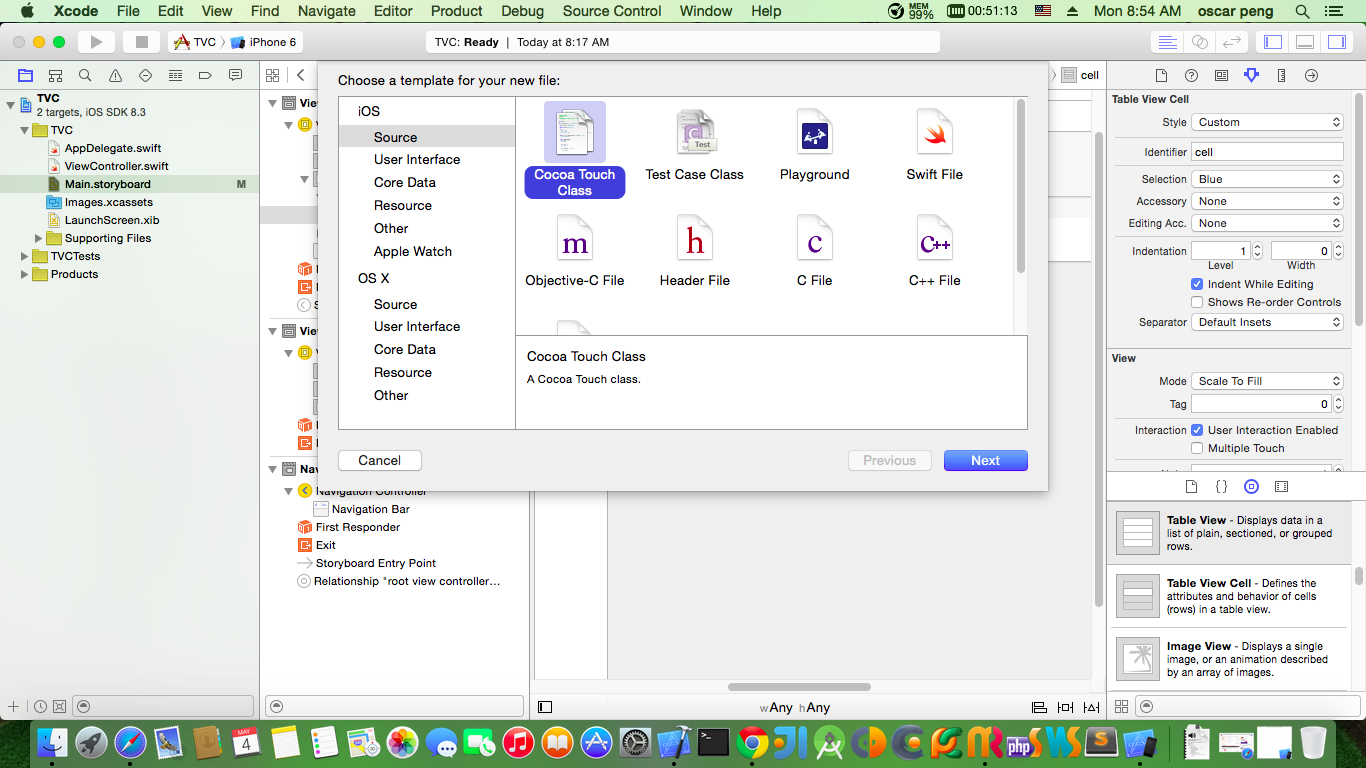 Xcode File Edit View Find Navigate Editor Product Debug Source Control Window Help MEM 99% 00:51:13 Mon 8:54 AM oscar peng
TVC iPhone 6 TVC: Ready | Today at 8:17 AM
TVC
2 targets, iOS SDK 8.3
TVC
AppDelegate.swift
ViewController.swift
Main.storyboard M
Images.xcassets
LaunchScreen.xib
Supporting Files
TVCTests
Products
Choose a template for your new file:
iOS
Source
User Interface
Core Data
Resource
Other
Apple Watch
OS X
Source
User Interface
Core Data
Resource
Other
Cocoa Touch
Class
Test
Test Case Class
Playground
Swift File
m
Objective-C File
h
Header File
c
C File
c++
C++ File
Cocoa Touch Class
A Cocoa Touch class.
Cancel Previous Next
Navigation Controller
Navigation Bar
First Responder
Exit
Storyboard Entry Point
Relationship "root view controller...
cell
wAny hAny
Table View Cell
Style Custom
Identifier cell
Selection Blue
Accessory None
Editing Acc. None
Indentation 1 0
Level Width
Indent While Editing
Shows Re-order Controls
Separator Default Insets
View
Mode Scale To Fill
Tag 0
Interaction User Interaction Enabled
Multiple Touch
Table View - Displays data in a
list of plain, sectioned, or grouped
rows.
Table View Cell - Defines the
attributes and behavior of cells
(rows) in a table view.
Image View - Displays a single
image, or an animation described
by an array of images.
MAY
4
php
WS
S